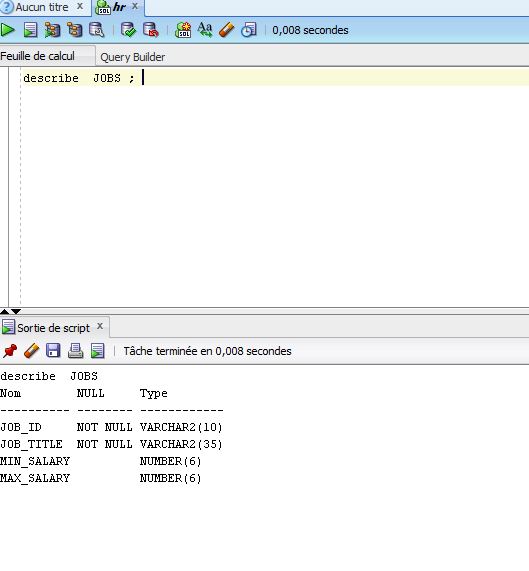 Aucun titre x hr x
0,008 secondes
Feuille de calcul Query Builder
describe  JOBS ;
Sortie de script x
Tâche terminée en 0,008 secondes
describe  JOBS
Nom        NULL     Type
---------- -------- ------------
JOB_ID     NOT NULL VARCHAR2(10)
JOB_TITLE  NOT NULL VARCHAR2(35)
MIN_SALARY          NUMBER(6)
MAX_SALARY          NUMBER(6)